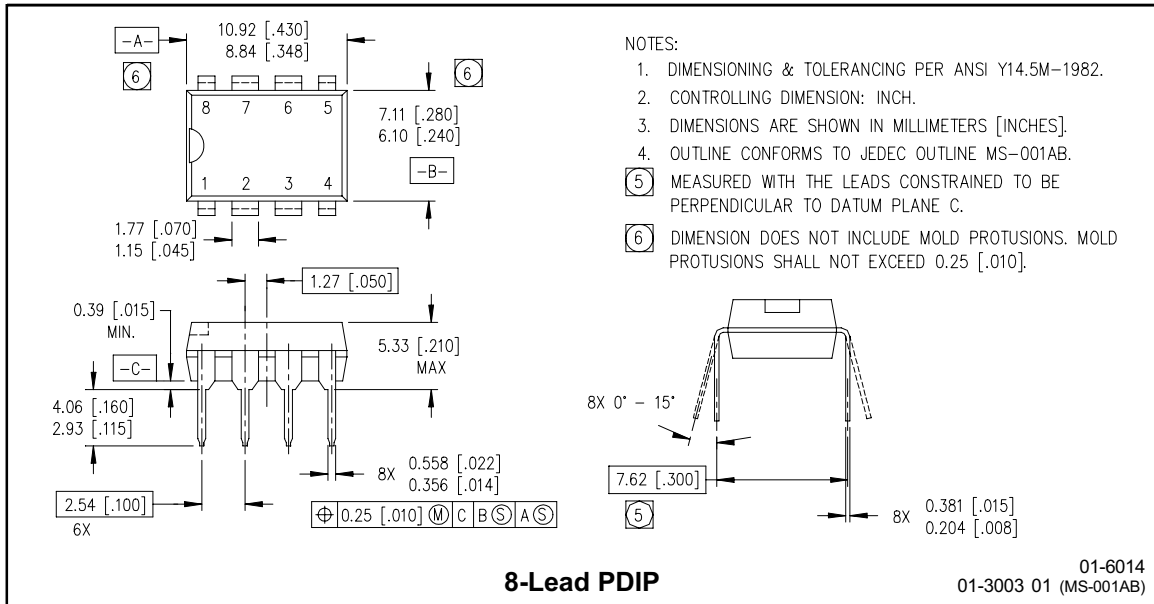 -A-
10.92 [.430]
8.84 [.348]
6
6
8 7 6 5
1 2 3 4
7.11 [.280]
6.10 [.240]
-B-
1.77 [.070]
1.15 [.045]
1.27 [.050]
0.39 [.015]
MIN.
5.33 [.210]
MAX
-C-
4.06 [.160]
2.93 [.115]
8X 0.558 [.022]
0.356 [.014]
2.54 [.100]
6X
⌖ 0.25 [.010] Ⓜ C B Ⓢ A Ⓢ
NOTES:
1. DIMENSIONING & TOLERANCING PER ANSI Y14.5M-1982.
2. CONTROLLING DIMENSION: INCH.
3. DIMENSIONS ARE SHOWN IN MILLIMETERS [INCHES].
4. OUTLINE CONFORMS TO JEDEC OUTLINE MS-001AB.
5 MEASURED WITH THE LEADS CONSTRAINED TO BE
PERPENDICULAR TO DATUM PLANE C.
6 DIMENSION DOES NOT INCLUDE MOLD PROTUSIONS. MOLD
PROTUSIONS SHALL NOT EXCEED 0.25 [.010].
8X 0° - 15°
7.62 [.300]
5
8X 0.381 [.015]
0.204 [.008]
8-Lead PDIP
01-6014
01-3003 01 (MS-001AB)